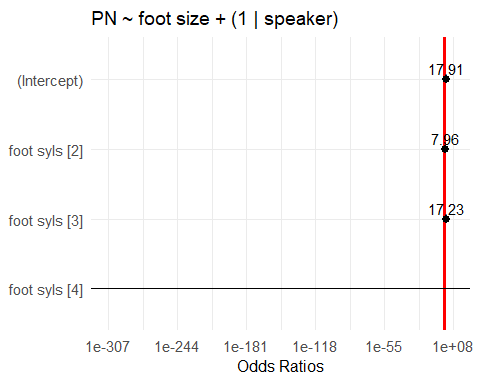 PN ~ foot size + (1 | speaker)
(Intercept)
17.91
foot syls [2]
7.96
foot syls [3]
17.23
foot syls [4]
1e-307 1e-244 1e-181 1e-118 1e-55 1e+08
Odds Ratios